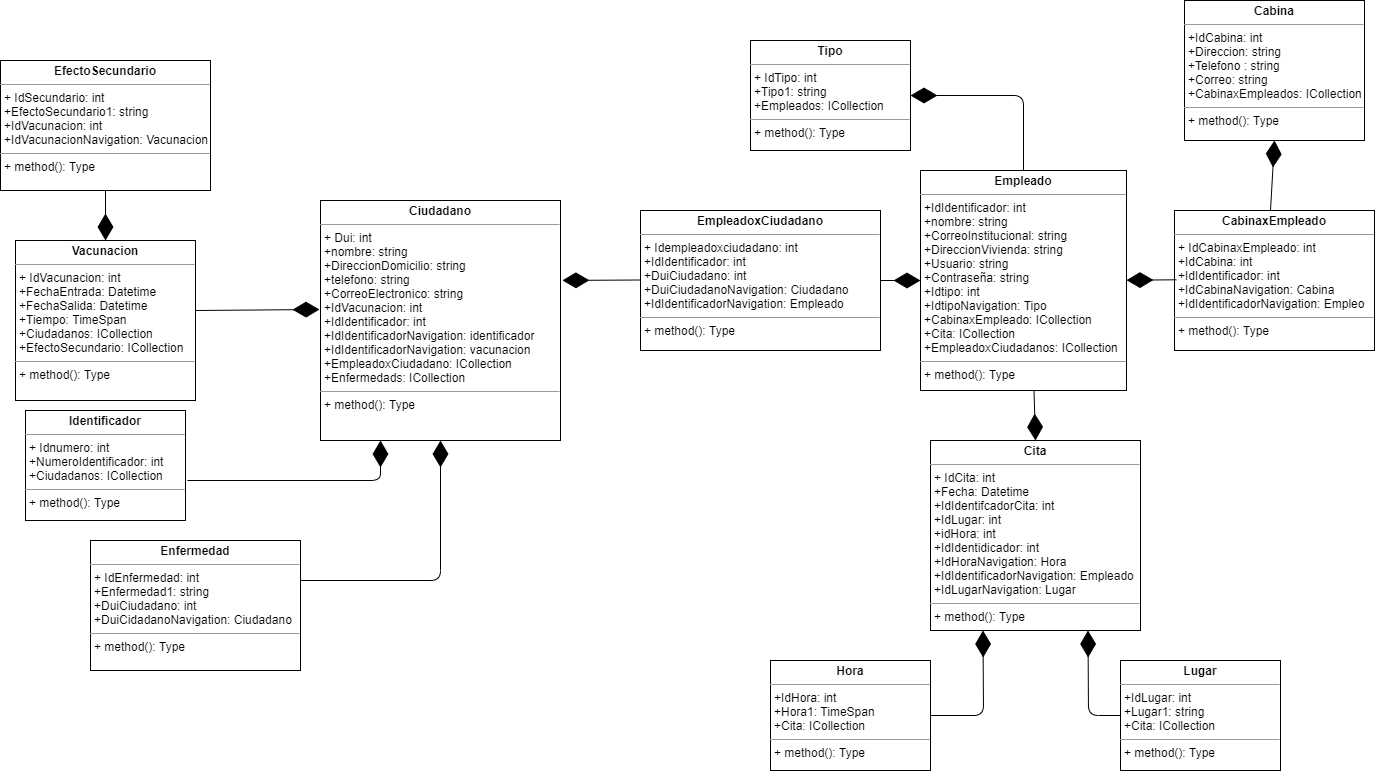 EfectoSecundario
+ IdSecundario: int
+EfectoSecundario1: string
+IdVacunacion: int
+IdVacunacionNavigation: Vacunacion
+ method(): Type
Vacunacion
+ IdVacunacion: int
+FechaEntrada: Datetime
+FechaSalida: Datetime
+Tiempo: TimeSpan
+Ciudadanos: ICollection
+EfectoSecundario: ICollection
+ method(): Type
Identificador
+ Idnumero: int
+NumeroIdentificador: int
+Ciudadanos: ICollection
+ method(): Type
Enfermedad
+ IdEnfermedad: int
+Enfermedad1: string
+DuiCiudadano: int
+DuiCidadanoNavigation: Ciudadano
+ method(): Type
Ciudadano
+ Dui: int
+nombre: string
+DireccionDomicilio: string
+telefono: string
+CorreoElectronico: string
+IdVacunacion: int
+IdIdentificador: int
+IdIdentificadorNavigation: identificador
+IdIdentificadorNavigation: vacunacion
+EmpleadoxCiudadano: ICollection
+Enfermedads: ICollection
+ method(): Type
EmpleadoxCiudadano
+ Idempleadoxciudadano: int
+IdIdentificador: int
+DuiCiudadano: int
+DuiCiudadanoNavigation: Ciudadano
+IdIdentificadorNavigation: Empleado
+ method(): Type
Tipo
+ IdTipo: int
+Tipo1: string
+Empleados: ICollection
+ method(): Type
Empleado
+IdIdentificador: int
+nombre: string
+CorreoInstitucional: string
+DireccionVivienda: string
+Usuario: string
+Contraseña: string
+Idtipo: int
+IdtipoNavigation: Tipo
+CabinaxEmpleado: ICollection
+Cita: ICollection
+EmpleadoxCiudadanos: ICollection
+ method(): Type
Cabina
+IdCabina: int
+Direccion: string
+Telefono : string
+Correo: string
+CabinaxEmpleados: ICollection
+ method(): Type
CabinaxEmpleado
+ IdCabinaxEmpleado: int
+IdCabina: int
+IdIdentificador: int
+IdCabinaNavigation: Cabina
+IdIdentificadorNavigation: Empleo
+ method(): Type
Cita
+ IdCita: int
+Fecha: Datetime
+IdIdentifcadorCita: int
+IdLugar: int
+idHora: int
+IdIdentidicador: int
+IdHoraNavigation: Hora
+IdIdentificadorNavigation: Empleado
+IdLugarNavigation: Lugar
+ method(): Type
Hora
+IdHora: int
+Hora1: TimeSpan
+Cita: ICollection
+ method(): Type
Lugar
+IdLugar: int
+Lugar1: string
+Cita: ICollection
+ method(): Type